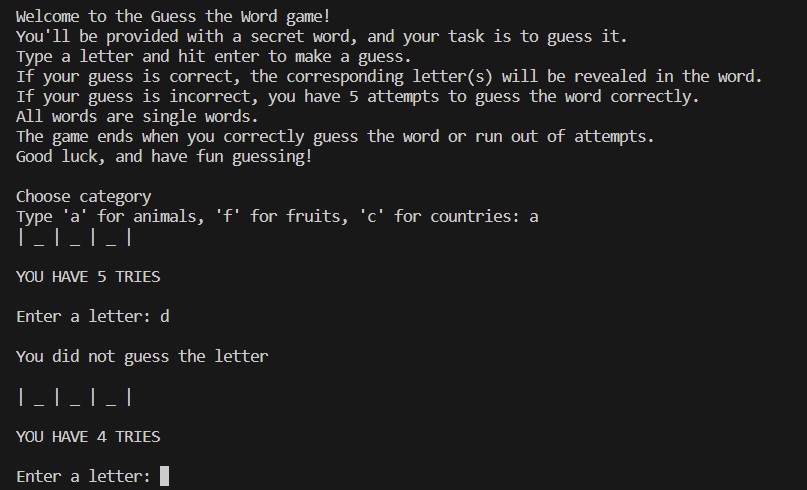 Welcome to the Guess the Word game!
You'll be provided with a secret word, and your task is to guess it.
Type a letter and hit enter to make a guess.
If your guess is correct, the corresponding letter(s) will be revealed in the word.
If your guess is incorrect, you have 5 attempts to guess the word correctly.
All words are single words.
The game ends when you correctly guess the word or run out of attempts.
Good luck, and have fun guessing!
Choose category
Type 'a' for animals, 'f' for fruits, 'c' for countries: a
| _ | _ | _ |
YOU HAVE 5 TRIES
Enter a letter: d
You did not guess the letter
| _ | _ | _ |
YOU HAVE 4 TRIES
Enter a letter: